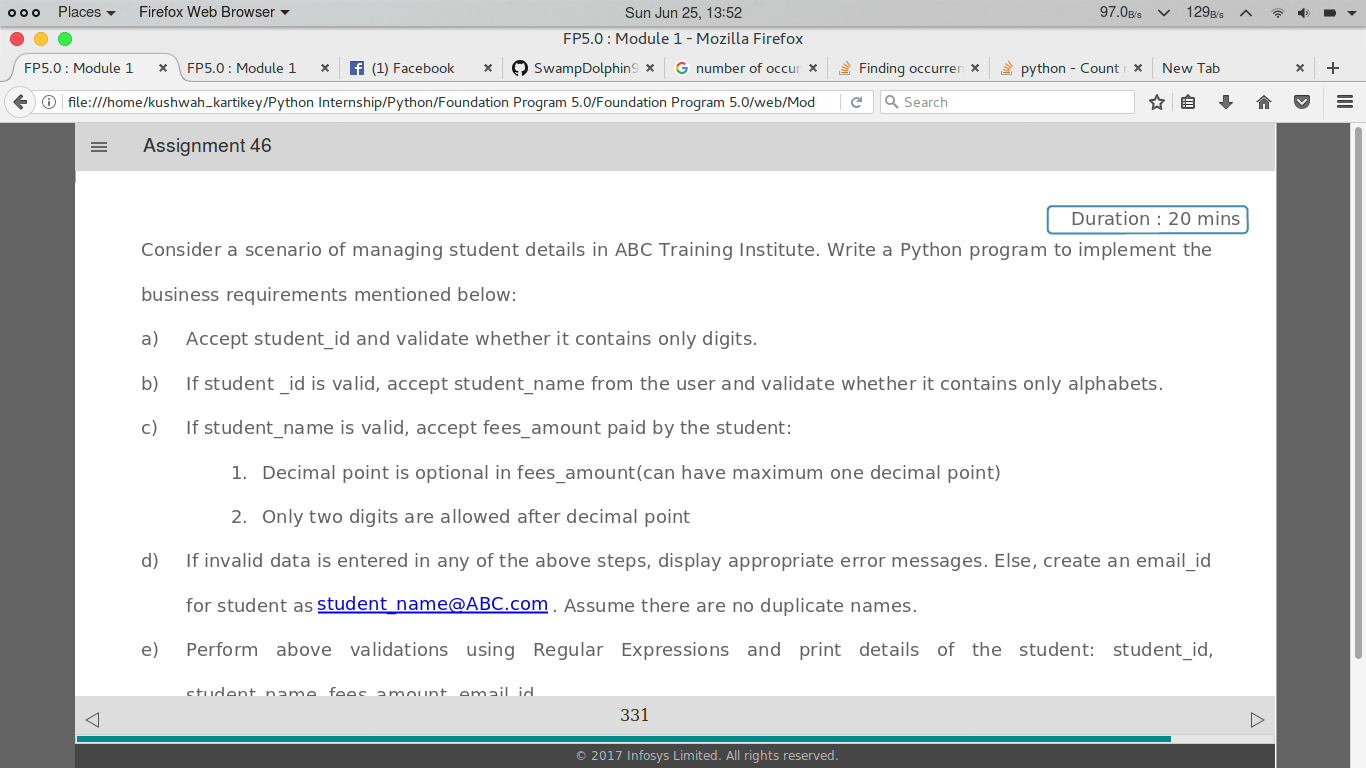 Places Firefox Web Browser Sun Jun 25, 13:52 97.0B/s 129B/s
FP5.0 : Module 1 - Mozilla Firefox
FP5.0 : Module 1 FP5.0 : Module 1 (1) Facebook SwampDolphin9 number of occur Finding occurren python - Count New Tab
file:///home/kushwah_kartikey/Python Internship/Python/Foundation Program 5.0/Foundation Program 5.0/web/Mod Search
Assignment 46
Duration : 20 mins
Consider a scenario of managing student details in ABC Training Institute. Write a Python program to implement the
business requirements mentioned below:
a) Accept student_id and validate whether it contains only digits.
b) If student _id is valid, accept student_name from the user and validate whether it contains only alphabets.
c) If student_name is valid, accept fees_amount paid by the student:
1. Decimal point is optional in fees_amount(can have maximum one decimal point)
2. Only two digits are allowed after decimal point
d) If invalid data is entered in any of the above steps, display appropriate error messages. Else, create an email_id
for student as student_name@ABC.com . Assume there are no duplicate names.
e) Perform above validations using Regular Expressions and print details of the student: student_id,
student_name, fees_amount, email_id
331
© 2017 Infosys Limited. All rights reserved.